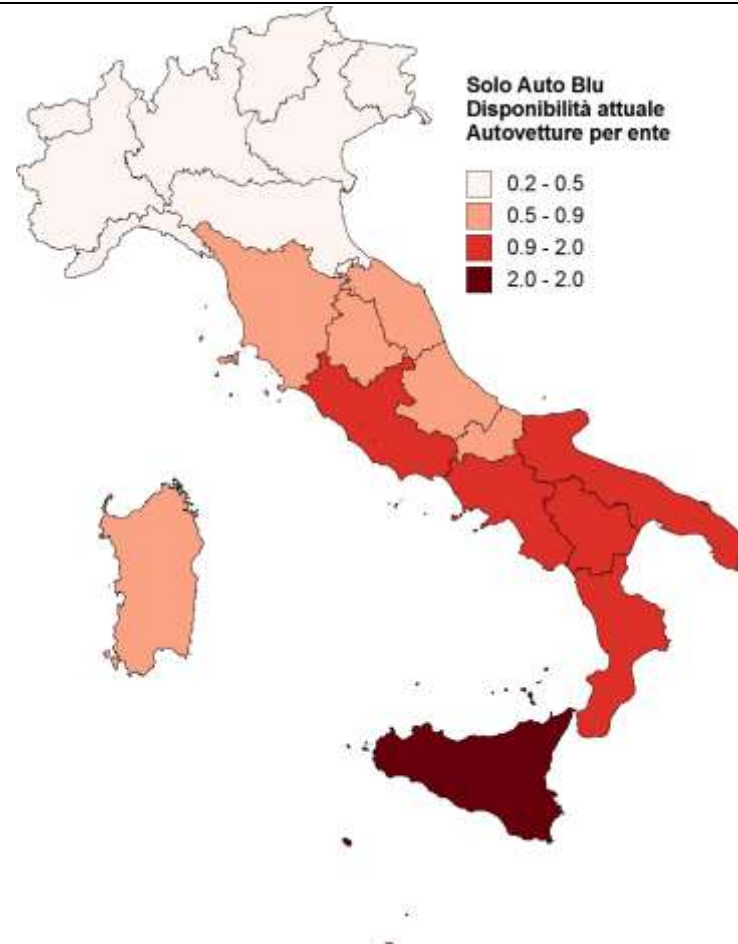 Solo Auto Blu
Disponibilità attuale
Autovetture per ente
0.2 - 0.5
0.5 - 0.9
0.9 - 2.0
2.0 - 2.0